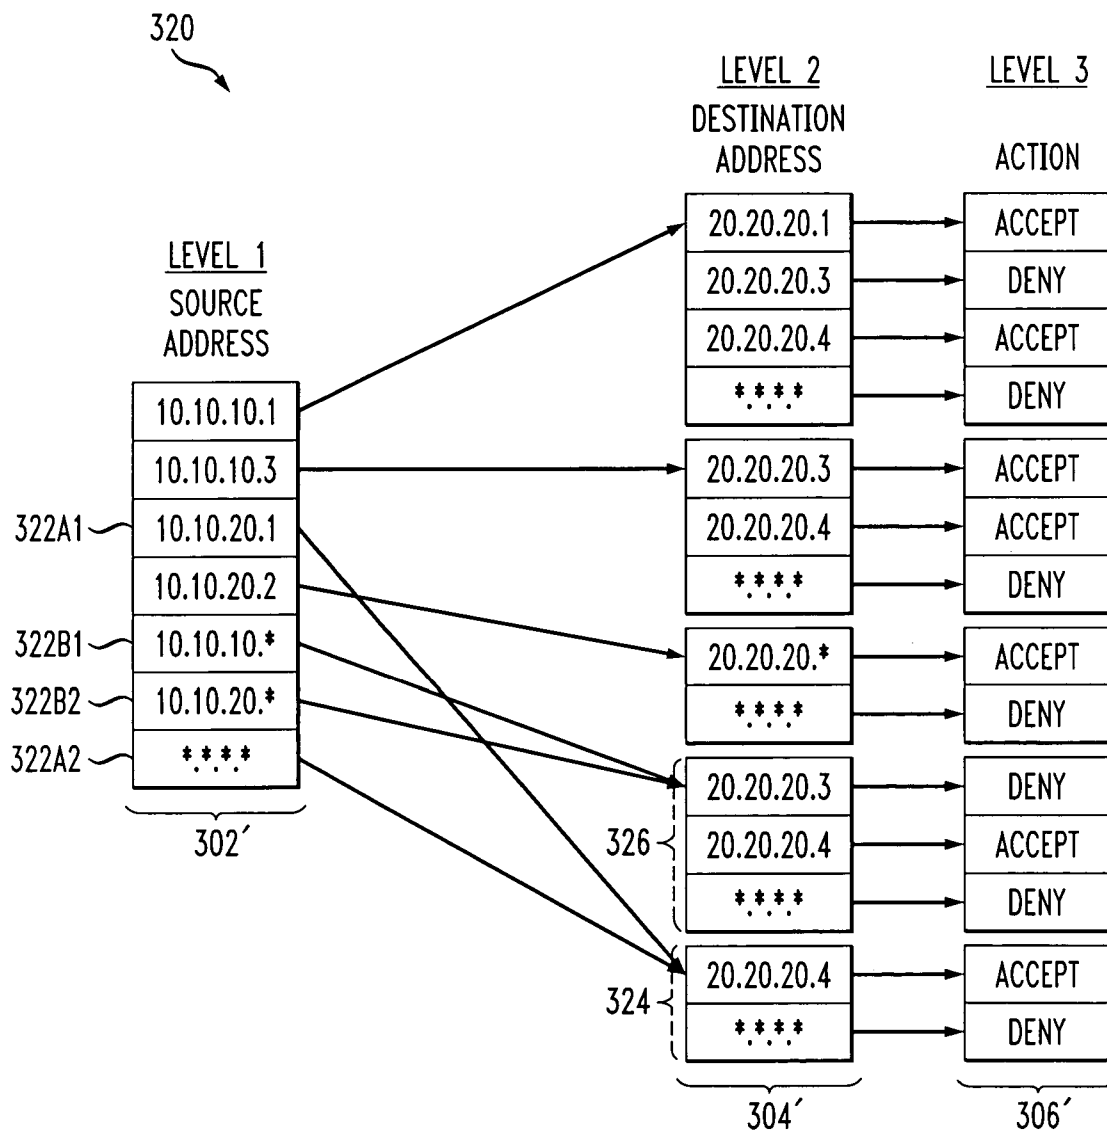 320
LEVEL 1
SOURCE
ADDRESS
10.10.10.1
10.10.10.3
322A1
10.10.20.1
10.10.20.2
322B1
10.10.10.*
322B2
10.10.20.*
322A2
*.*.*.*
302′
LEVEL 2
DESTINATION
ADDRESS
20.20.20.1
20.20.20.3
20.20.20.4
*.*.*.*
20.20.20.3
20.20.20.4
*.*.*.*
20.20.20.*
*.*.*.*
326
20.20.20.3
20.20.20.4
*.*.*.*
324
20.20.20.4
*.*.*.*
304′
LEVEL 3
ACTION
ACCEPT
DENY
ACCEPT
DENY
ACCEPT
ACCEPT
DENY
ACCEPT
DENY
DENY
ACCEPT
DENY
ACCEPT
DENY
306′